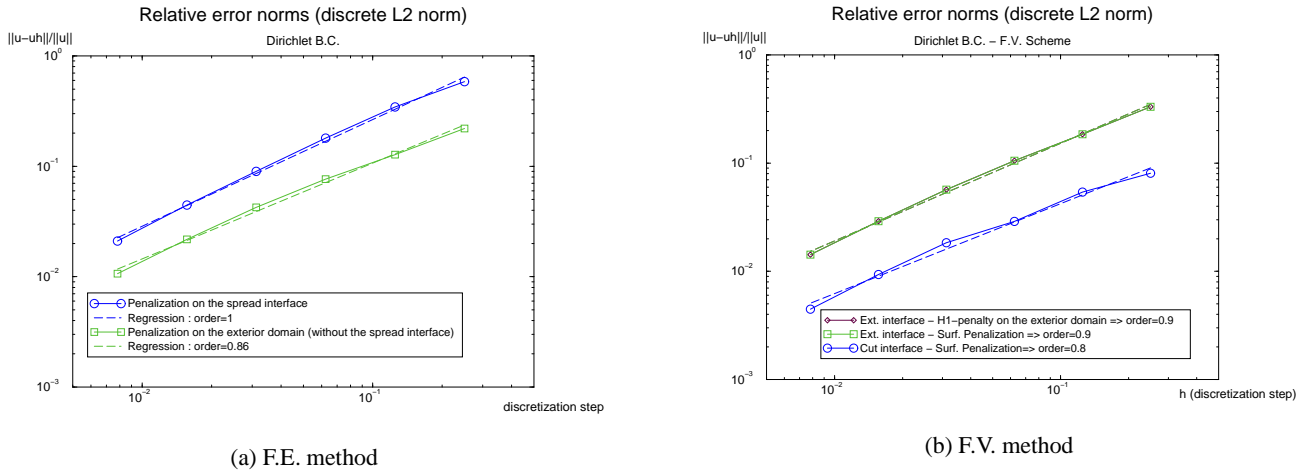 Relative error norms (discrete L2 norm)
||u−uh||/||u||
Dirichlet B.C.
10^0
10^-1
10^-2
10^-3
Penalization on the spread interface
Regression : order=1
Penalization on the exterior domain (without the spread interface)
Regression : order=0.86
10^-2
10^-1
discretization step
(a) F.E. method
Relative error norms (discrete L2 norm)
||u−uh||/||u||
Dirichlet B.C. − F.V. Scheme
10^0
10^-1
10^-2
10^-3
Ext. interface − H1−penalty on the exterior domain => order=0.9
Ext. interface − Surf. Penalization => order=0.9
Cut interface − Surf. Penalization=> order=0.8
10^-2
10^-1
h (discretization step)
(b) F.V. method